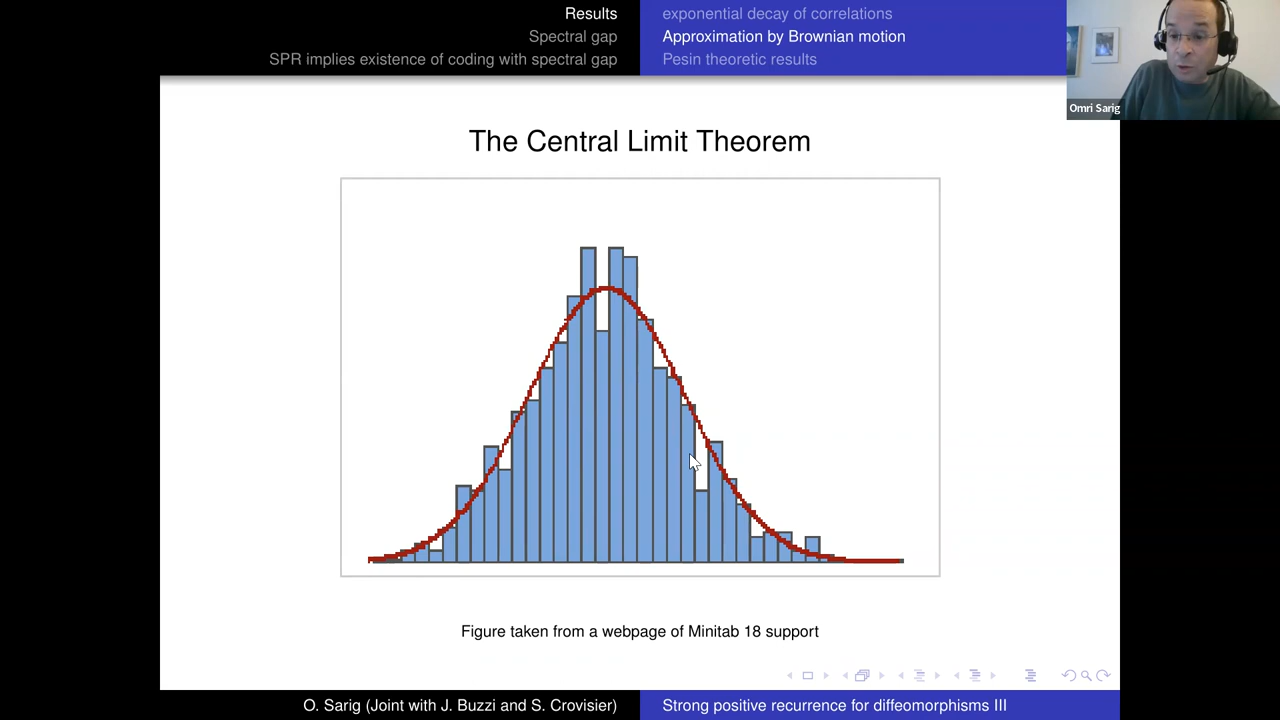 Results
Spectral gap
SPR implies existence of coding with spectral gap
exponential decay of correlations
Approximation by Brownian motion
Pesin theoretic results
Omri Sarig
The Central Limit Theorem
Figure taken from a webpage of Minitab 18 support
O. Sarig (Joint with J. Buzzi and S. Crovisier)
Strong positive recurrence for diffeomorphisms III